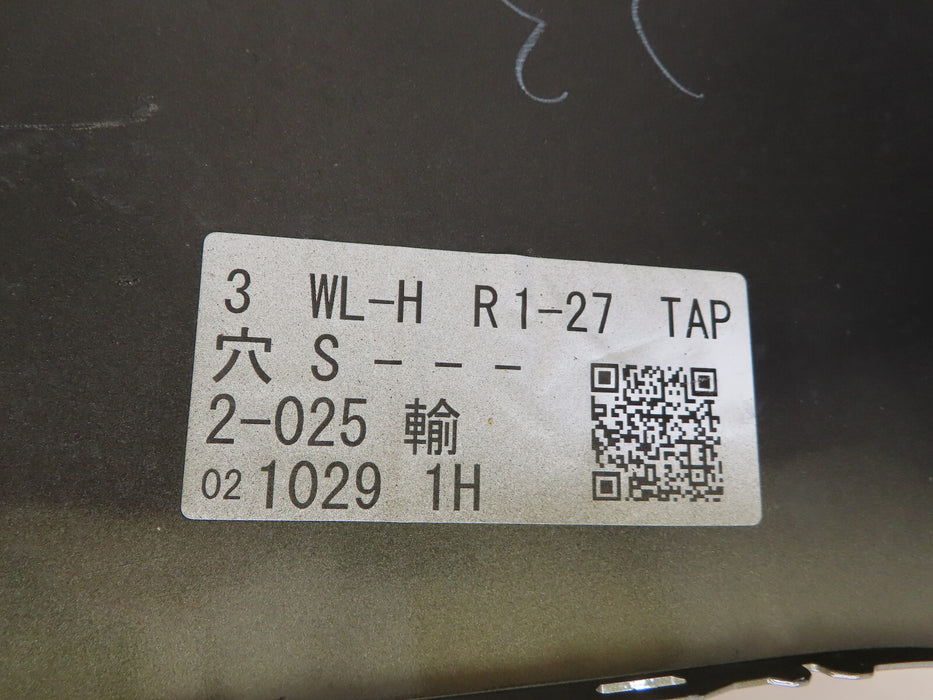 3 WL-H R1-27 TAP
穴 S - - -
2-025 輸
02 1029 1H